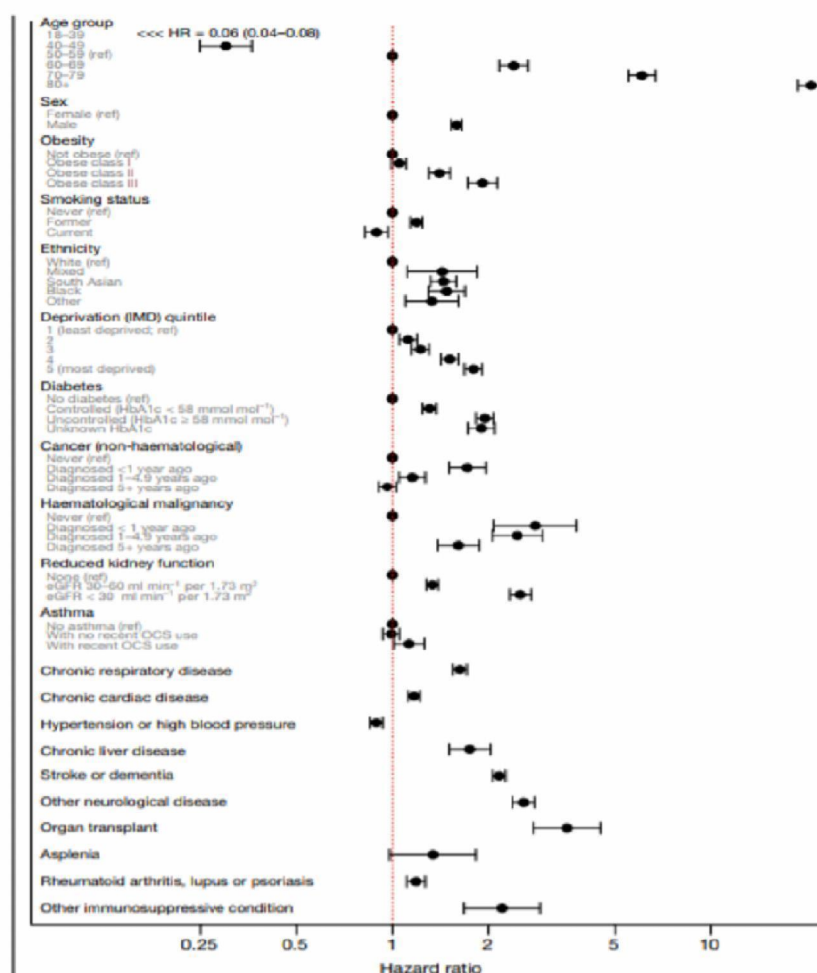 Age group
18–39 <<< HR = 0.06 (0.04–0.08)
40–49
50–59 (ref)
60–69
70–79
80+
Sex
Female (ref)
Male
Obesity
Not obese (ref)
Obese class I
Obese class II
Obese class III
Smoking status
Never (ref)
Former
Current
Ethnicity
White (ref)
Mixed
South Asian
Black
Other
Deprivation (IMD) quintile
1 (least deprived; ref)
2
3
4
5 (most deprived)
Diabetes
No diabetes (ref)
Controlled (HbA1c < 58 mmol mol⁻¹)
Uncontrolled (HbA1c ≥ 58 mmol mol⁻¹)
Unknown HbA1c
Cancer (non-haematological)
Never (ref)
Diagnosed <1 year ago
Diagnosed 1–4.9 years ago
Diagnosed 5+ years ago
Haematological malignancy
Never (ref)
Diagnosed < 1 year ago
Diagnosed 1–4.9 years ago
Diagnosed 5+ years ago
Reduced kidney function
None (ref)
eGFR 30–60 ml min⁻¹ per 1.73 m²
eGFR < 30 ml min⁻¹ per 1.73 m²
Asthma
No asthma (ref)
With no recent OCS use
With recent OCS use
Chronic respiratory disease
Chronic cardiac disease
Hypertension or high blood pressure
Chronic liver disease
Stroke or dementia
Other neurological disease
Organ transplant
Asplenia
Rheumatoid arthritis, lupus or psoriasis
Other immunosuppressive condition
0.25 0.5 1 2 5 10
Hazard ratio